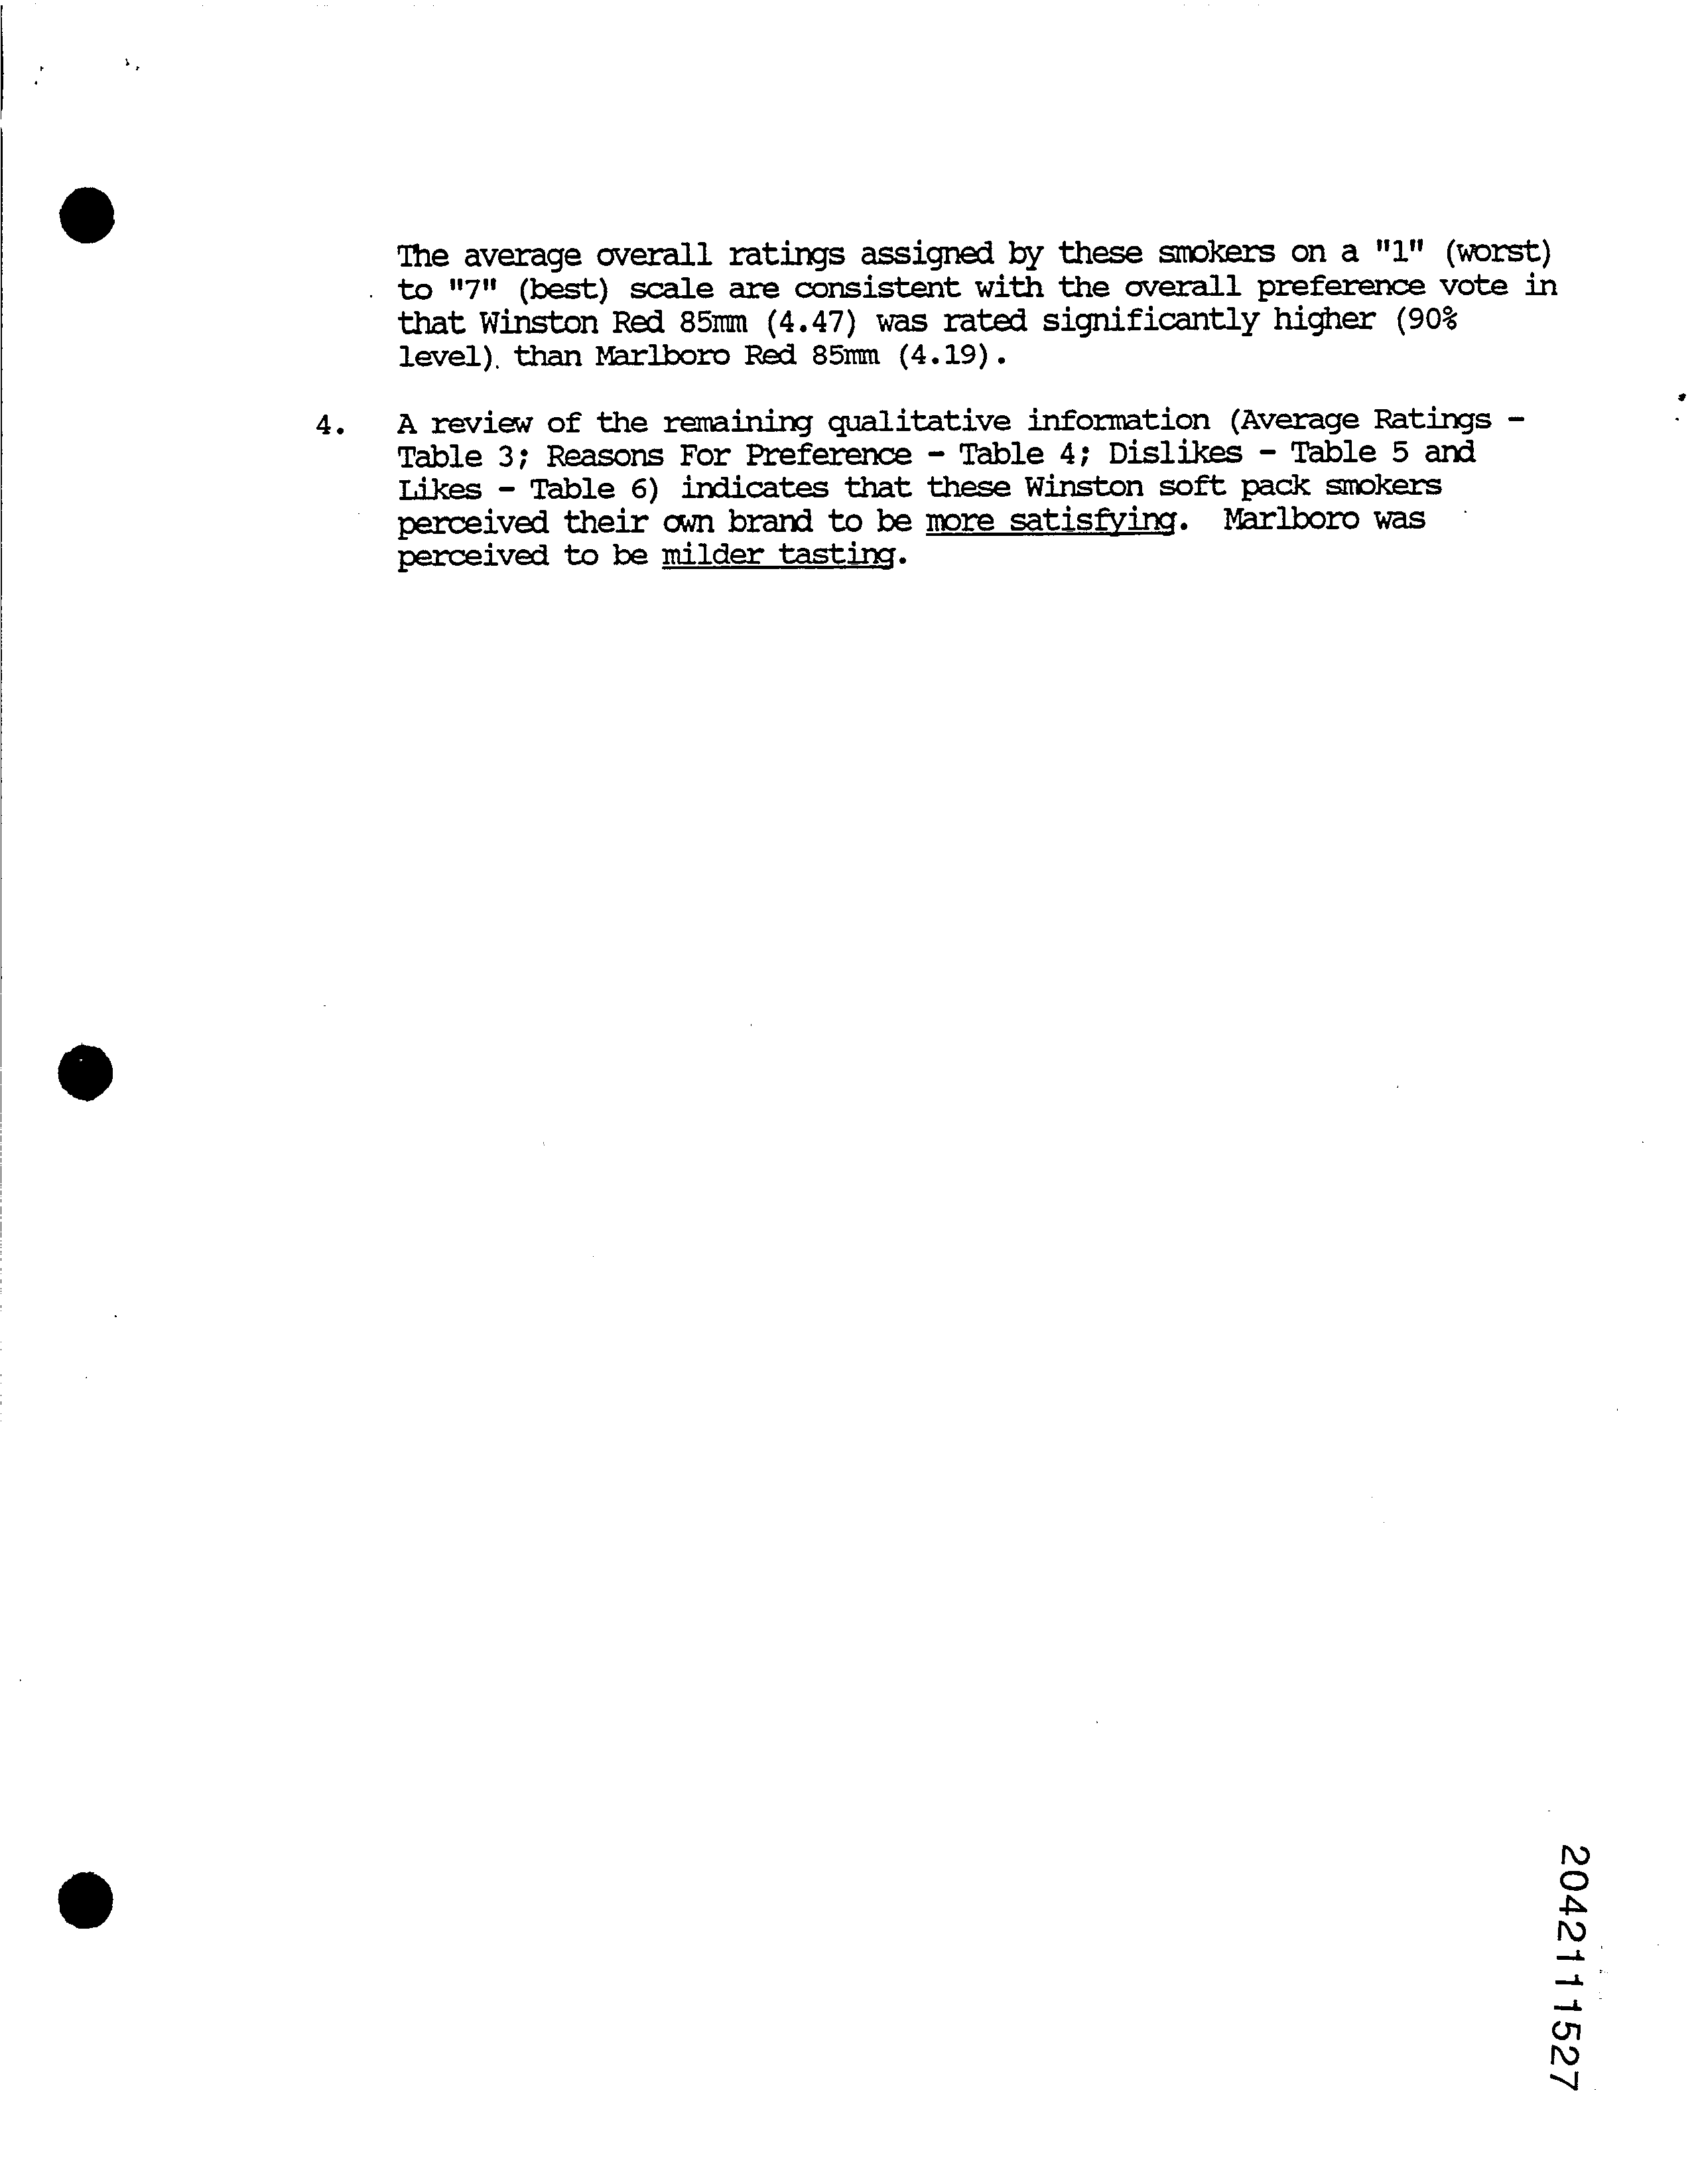 The average overall ratings assigned by these smokers on a "1" (worst)
to "7" (best) scale are consistent with the overall preference vote in
that Winston Red 85mm (4.47) was rated significantly higher (90%
level). than Marlboro Red 85mm (4.19).
4. A review of the remaining qualitative information (Average Ratings -
Table 3; Reasons For Preference - Table 4; Dislikes - Table 5 and
Likes - Table 6) indicates that these Winston soft pack smokers
perceived their own brand to be more satisfying. Marlboro was
perceived to be milder tasting.
2042111527